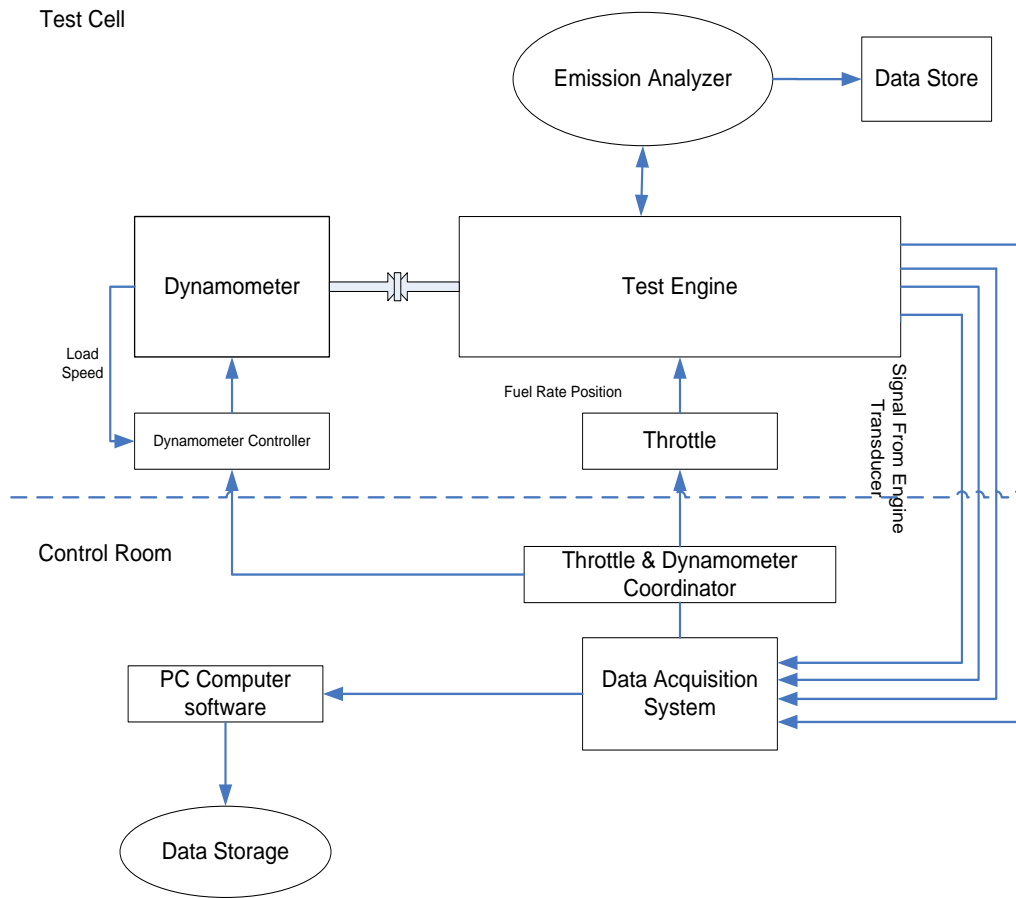 Test Cell
Emission Analyzer
Data Store
Dynamometer
Test Engine
Load
Speed
Fuel Rate Position
Signal From Engine
Transducer
Dynamometer Controller
Throttle
Control Room
Throttle & Dynamometer
Coordinator
PC Computer
software
Data Acquisition
System
Data Storage